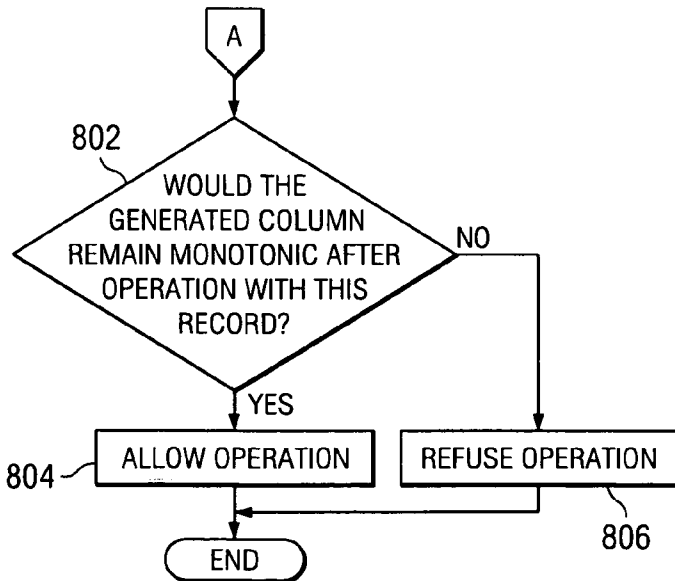 A
802
WOULD THE
GENERATED COLUMN
REMAIN MONOTONIC AFTER
OPERATION WITH THIS
RECORD?
NO
YES
804
ALLOW OPERATION
REFUSE OPERATION
806
END